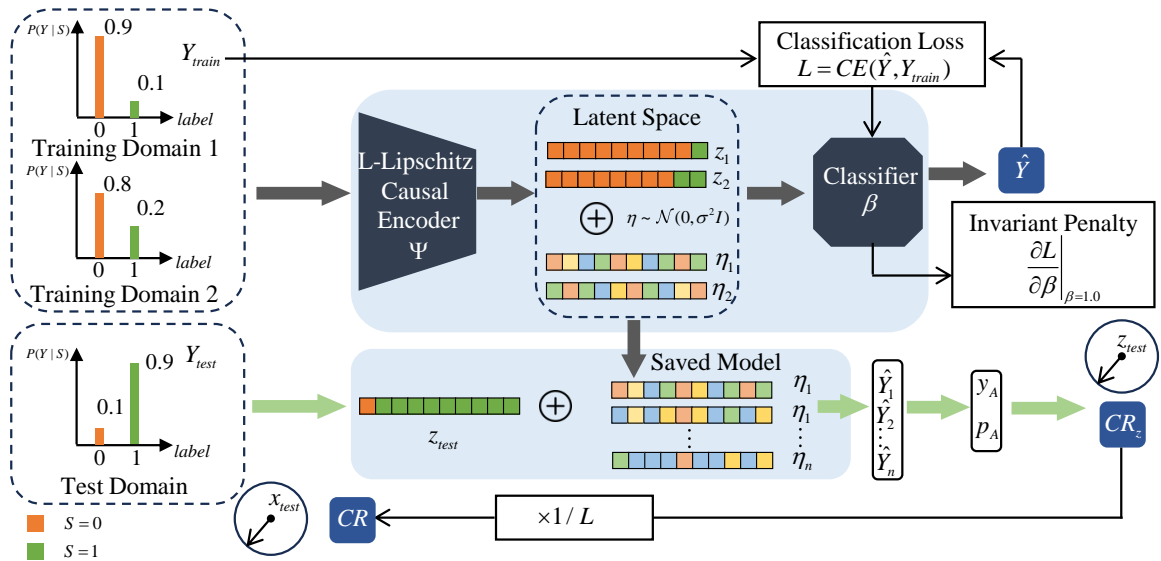 P(Y | S)
0.9
0.1
0
1
label
Training Domain 1
P(Y | S)
0.8
0.2
0
1
label
Training Domain 2
Y_train
Classification Loss
L = CE(Ŷ, Y_train)
L-Lipschitz
Causal
Encoder
Ψ
Latent Space
z_1
z_2
⊕ η ~ N(0, σ²I)
η_1
η_2
Classifier
β
Ŷ
Invariant Penalty
∂L/∂β |_β=1.0
P(Y | S)
Y_test
0.1
0.9
0
1
label
Test Domain
Saved Model
z_test
⊕
η_1
η_1
⋮ ⋮
η_n
Ŷ_1
Ŷ_2
⋮
Ŷ_n
y_A
p_A
z_test
CR_z
×1 / L
CR
x_test
S = 0
S = 1